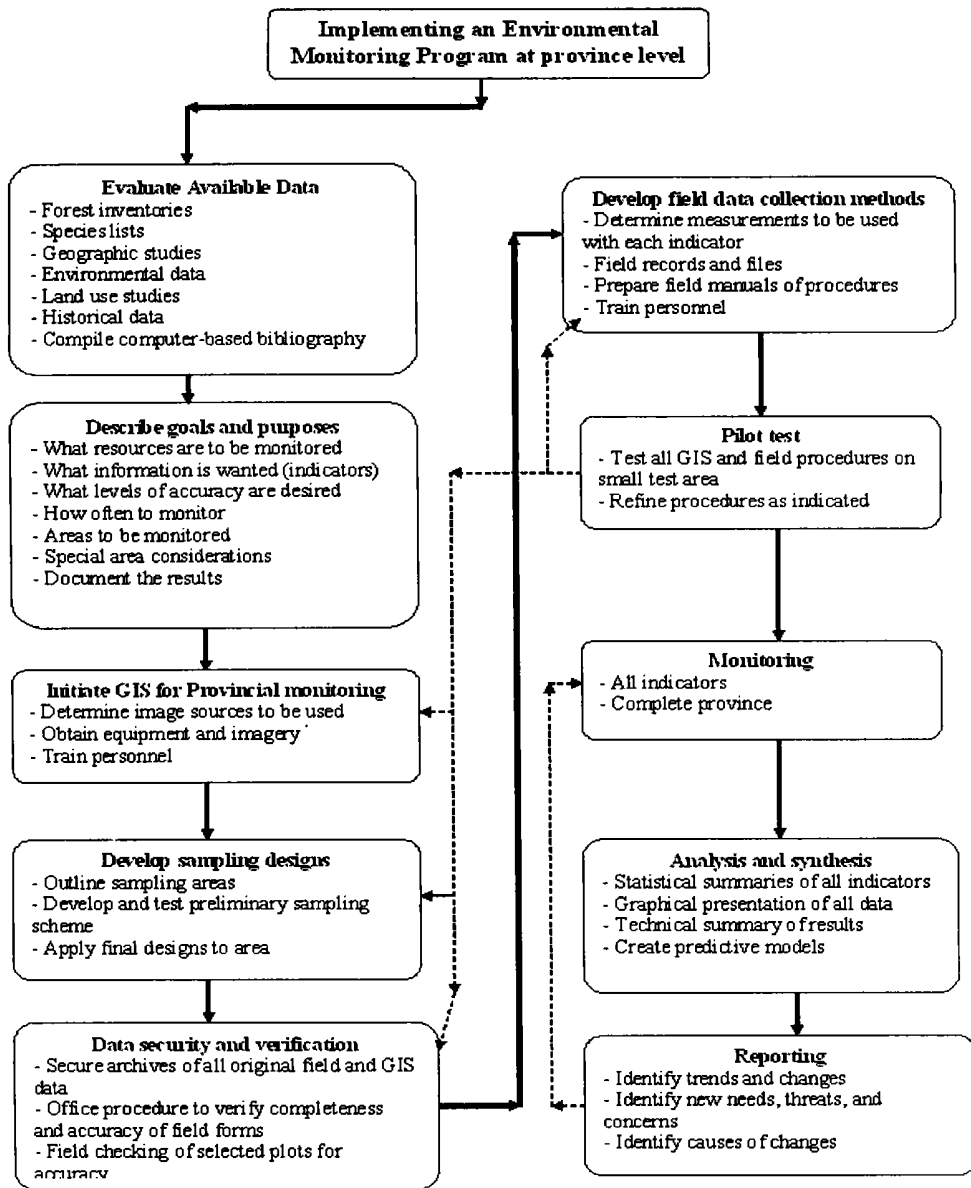 Implementing an Environmental
Monitoring Program at province level
Evaluate Available Data
- Forest inventories
- Species lists
- Geographic studies
- Environmental data
- Land use studies
- Historical data
- Compile computer-based bibliography
Describe goals and purposes
- What resources are to be monitored
- What information is wanted (indicators)
- What levels of accuracy are desired
- How often to monitor
- Areas to be monitored
- Special area considerations
- Document the results
Initiate GIS for Provincial monitoring
- Determine image sources to be used
- Obtain equipment and imagery
- Train personnel
Develop sampling designs
- Outline sampling areas
- Develop and test preliminary sampling
scheme
- Apply final designs to area
Data security and verification
- Secure archives of all original field and GIS
data
- Office procedure to verify completeness
and accuracy of field forms
- Field checking of selected plots for
accuracy
Develop field data collection methods
- Determine measurements to be used
with each indicator
- Field records and files
- Prepare field manuals of procedures
- Train personnel
Pilot test
- Test all GIS and field procedures on
small test area
- Refine procedures as indicated
Monitoring
- All indicators
- Complete province
Analysis and synthesis
- Statistical summaries of all indicators
- Graphical presentation of all data
- Technical summary of results
- Create predictive models
Reporting
- Identify trends and changes
- Identify new needs, threats, and
concerns
- Identify causes of changes